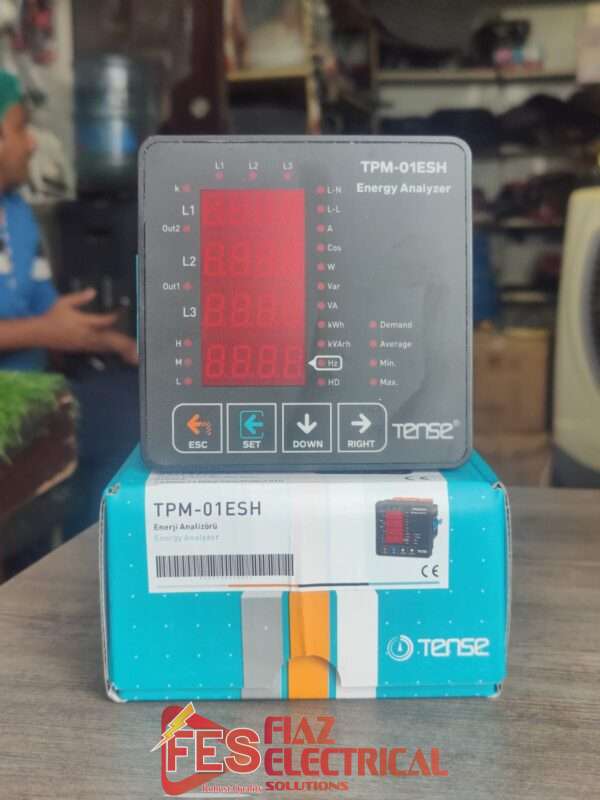 L1 L2 L3
TPM-01ESH
Energy Analyzer
k
L1
Out2
L2
Out1
L3
H
M
L
L-N
L-L
A
Cos
W
Var
VA
kWh
kVArh
Hz
HD
Demand
Average
Min.
Max.
ESC
SET
DOWN
RIGHT
TENSE®
TPM-01ESH
Enerji Analizörü
Energy Analyzer
CE
TENSE
FES
Robust Quality
FIAZ
ELECTRICAL
SOLUTIONS